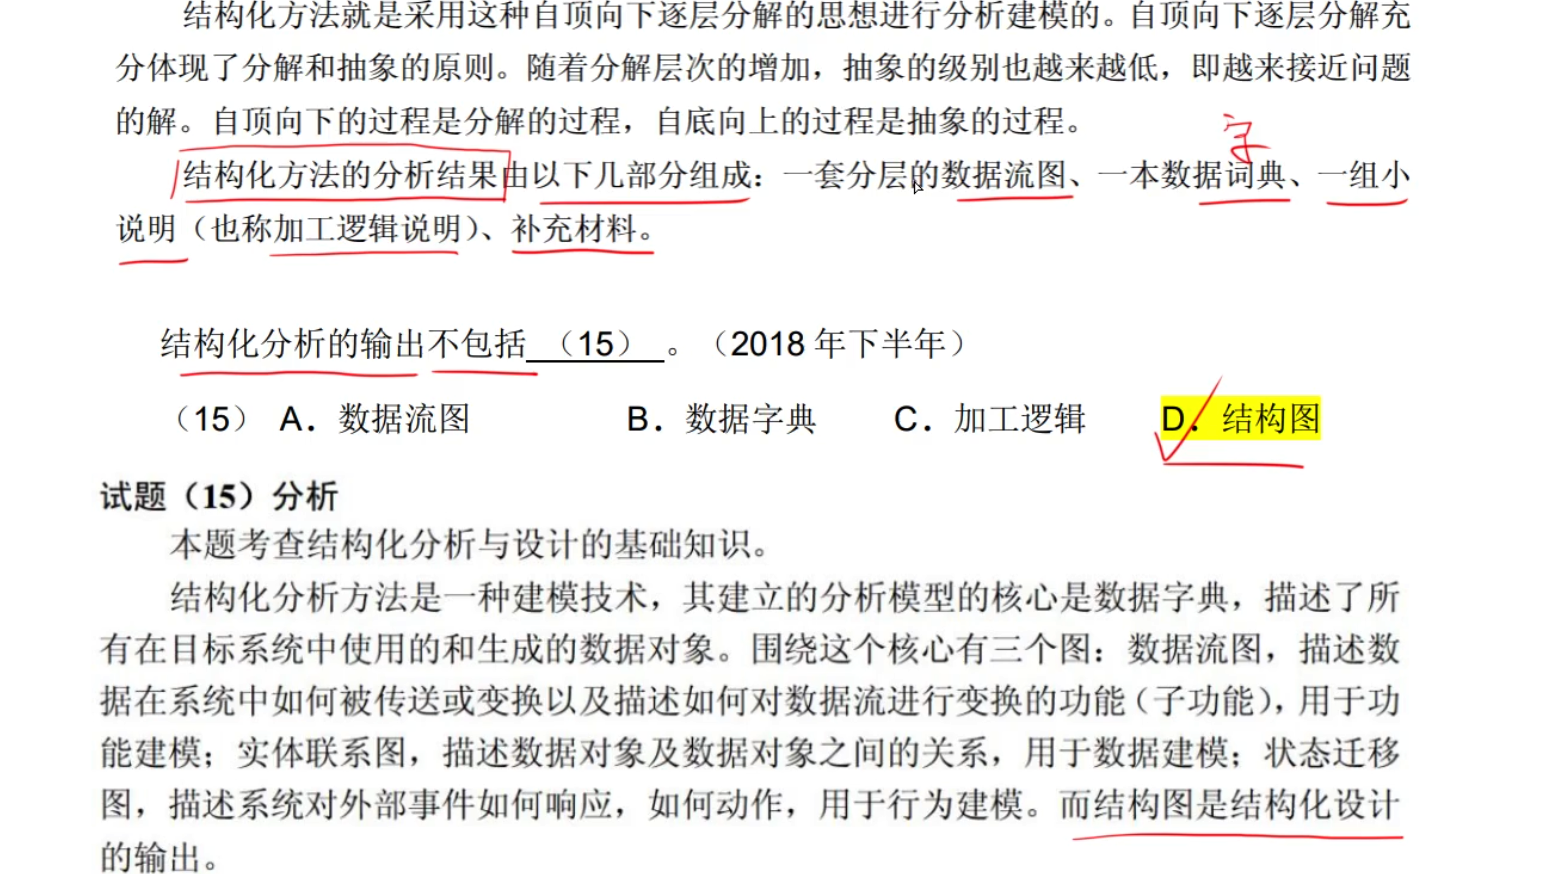 结构化方法就是采用这种自顶向下逐层分解的思想进行分析建模的。自顶向下逐层分解充
分体现了分解和抽象的原则。随着分解层次的增加，抽象的级别也越来越低，即越来接近问题
的解。自顶向下的过程是分解的过程，自底向上的过程是抽象的过程。
字
结构化方法的分析结果由以下几部分组成：一套分层的数据流图、一本数据词典、一组小
说明（也称加工逻辑说明）、补充材料。
结构化分析的输出不包括（15）。（2018 年下半年）
（15） A．数据流图 B．数据字典 C．加工逻辑 D．结构图
试题（15）分析
本题考查结构化分析与设计的基础知识。
结构化分析方法是一种建模技术，其建立的分析模型的核心是数据字典，描述了所
有在目标系统中使用的和生成的数据对象。围绕这个核心有三个图：数据流图，描述数
据在系统中如何被传送或变换以及描述如何对数据流进行变换的功能（子功能），用于功
能建模；实体联系图，描述数据对象及数据对象之间的关系，用于数据建模；状态迁移
图，描述系统对外部事件如何响应，如何动作，用于行为建模。而结构图是结构化设计
的输出。